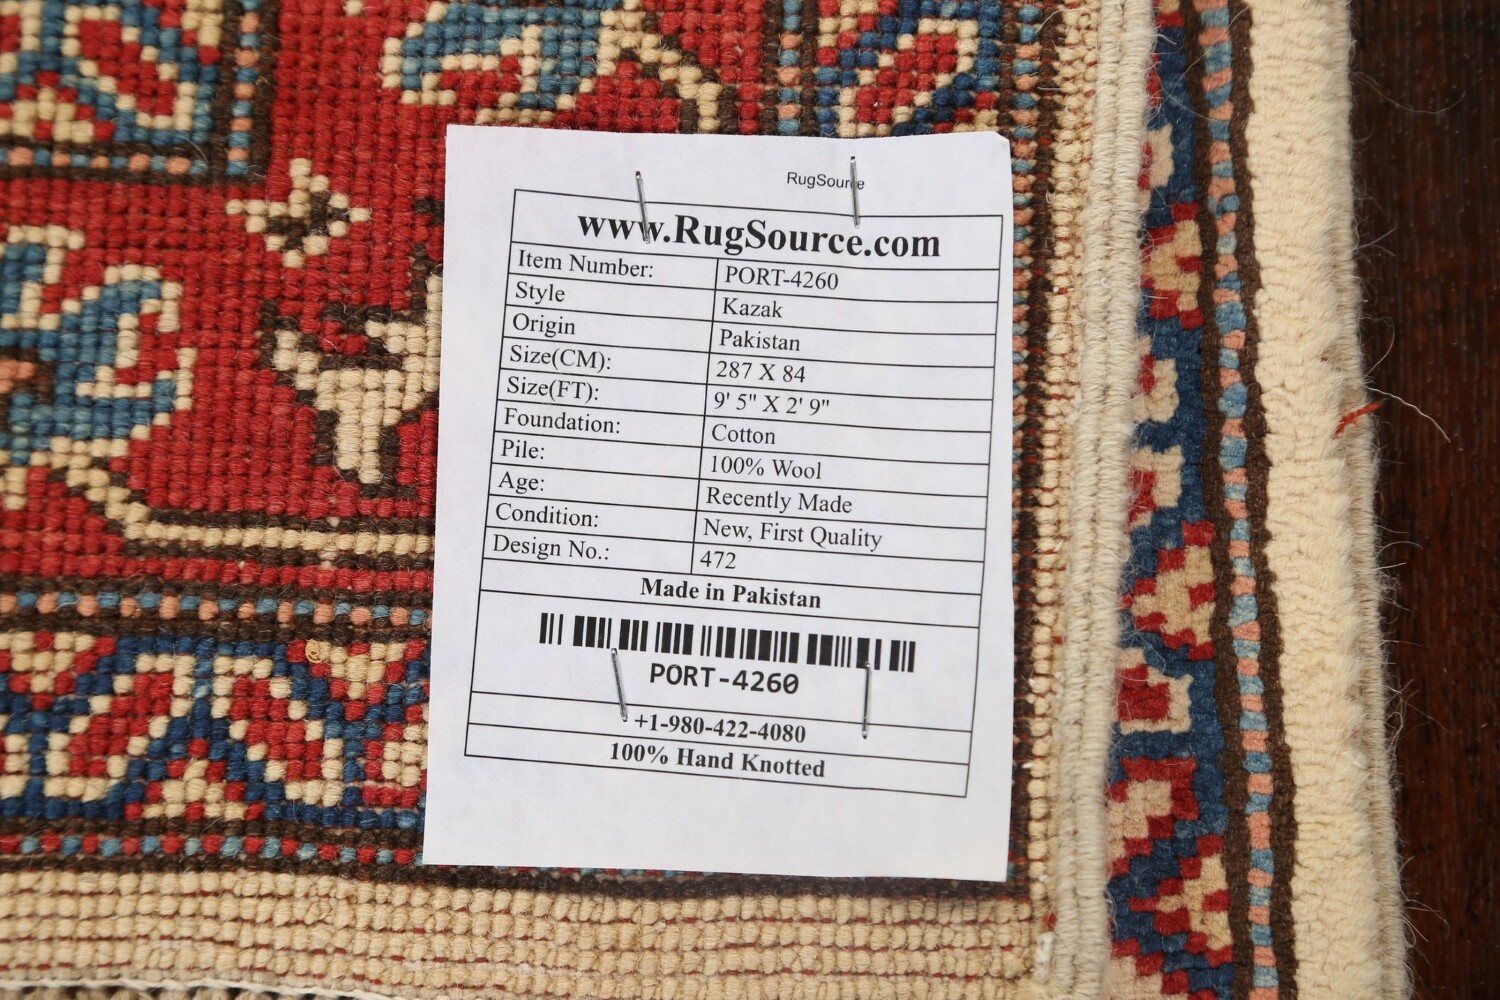 RugSource
www.RugSource.com
Item Number: PORT-4260
Style Kazak
Origin Pakistan
Size(CM): 287 X 84
Size(FT): 9' 5" X 2' 9"
Foundation: Cotton
Pile: 100% Wool
Age: Recently Made
Condition: New, First Quality
Design No.: 472
Made in Pakistan
PORT-4260
+1-980-422-4080
100% Hand Knotted